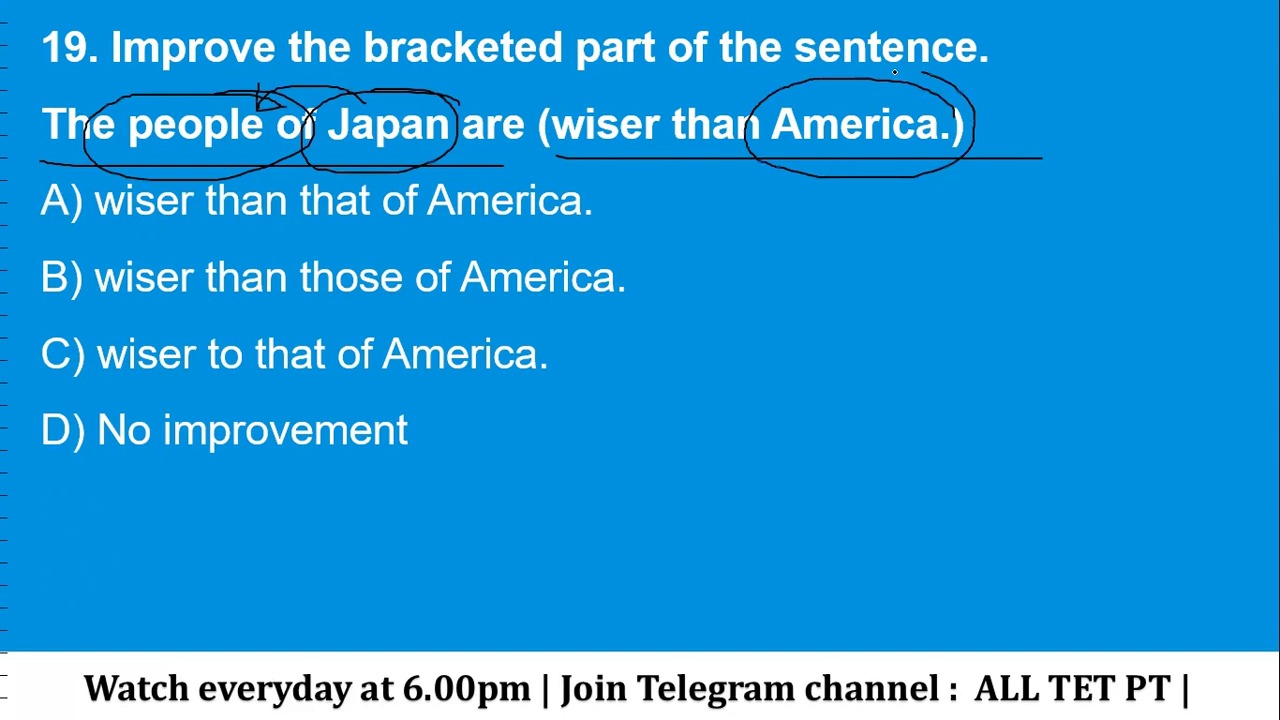 19. Improve the bracketed part of the sentence.
The people of Japan are (wiser than America.)
A) wiser than that of America.
B) wiser than those of America.
C) wiser to that of America.
D) No improvement
Watch everyday at 6.00pm | Join Telegram channel : ALL TET PT |